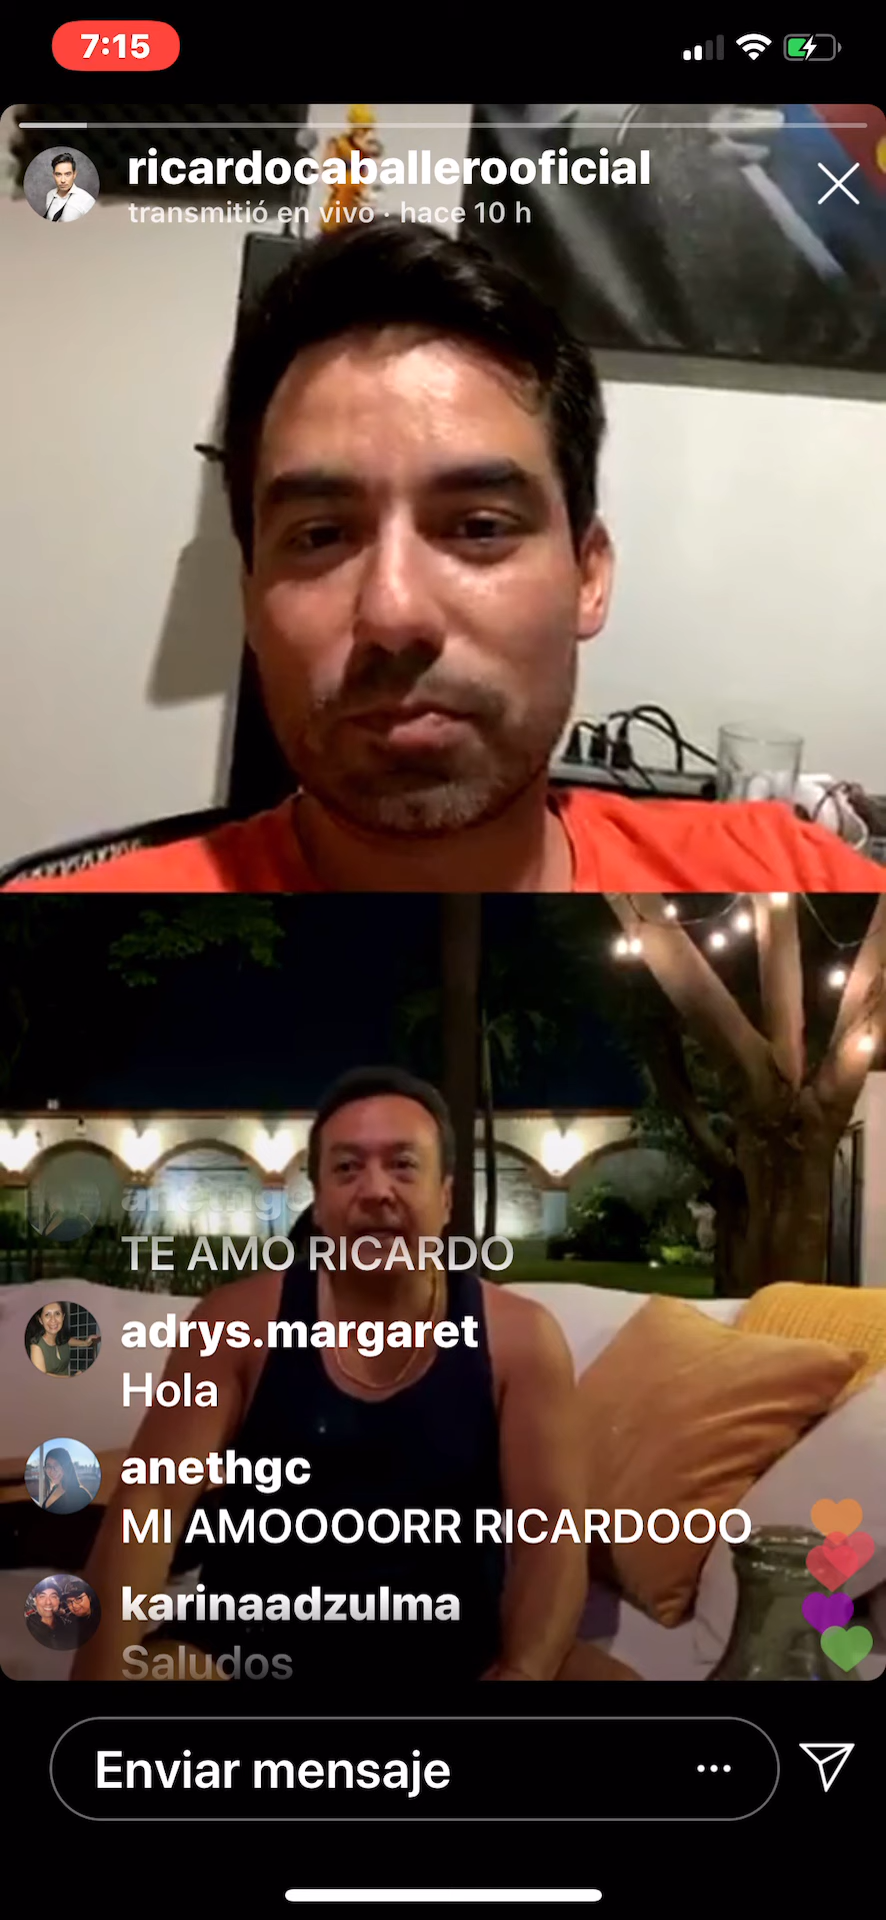 7:15
ricardocaballerooficial
transmitió en vivo · hace 10 h
anethgc
TE AMO RICARDO
adrys.margaret
Hola
anethgc
MI AMOOOORR RICARDOOO
karinaadzulma
Saludos
Enviar mensaje